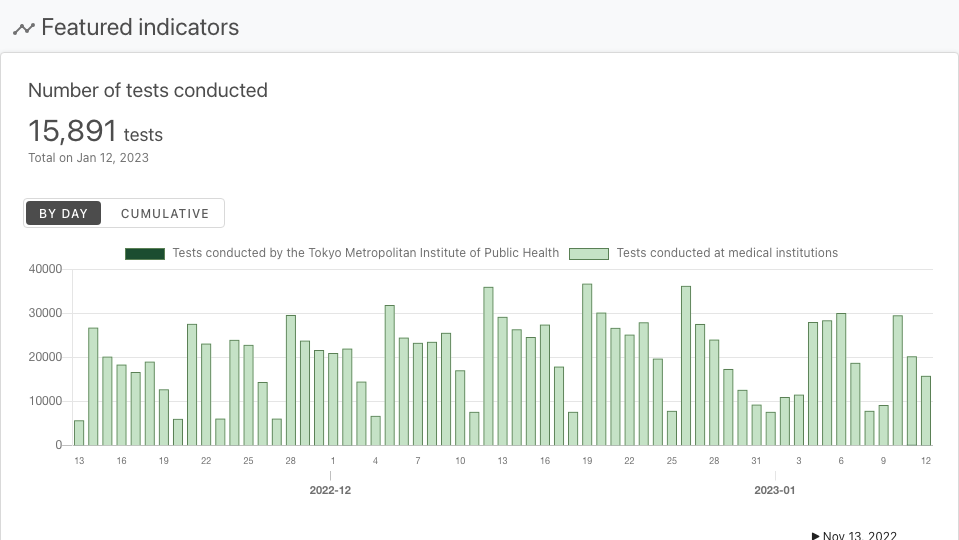 Featured indicators
Number of tests conducted
15,891 tests
Total on Jan 12, 2023
BY DAY CUMULATIVE
Tests conducted by the Tokyo Metropolitan Institute of Public Health Tests conducted at medical institutions
40000
30000
20000
10000
0
13 16 19 22 25 28 1 4 7 10 13 16 19 22 25 28 31 3 6 9 12
2022-12 2023-01
Nov 13, 2022